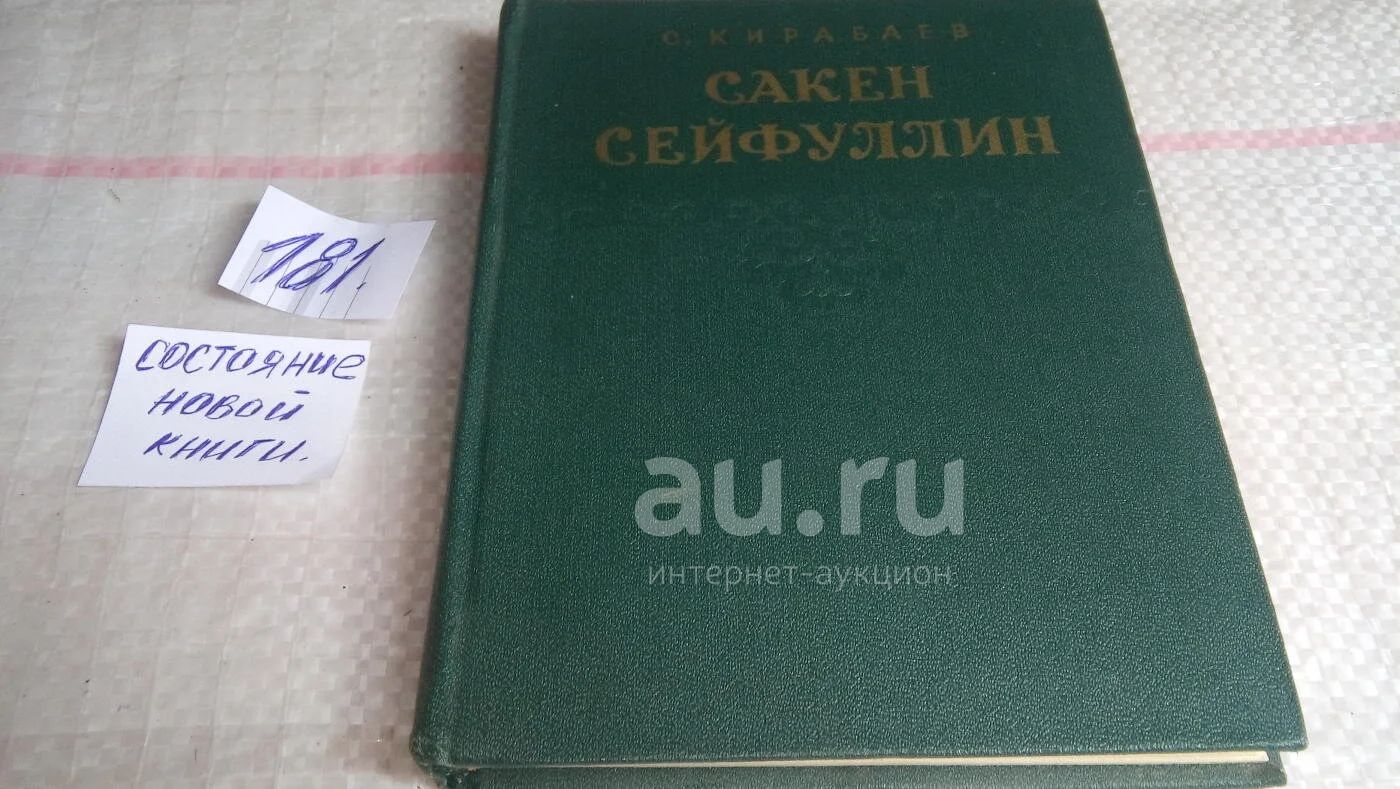 С. КИРАБАЕВ
САКЕН
СЕЙФУЛЛИН
181.
СОСТОЯНИЕ
НОВОЙ
КНИГИ.
au.ru
интернет-аукцион